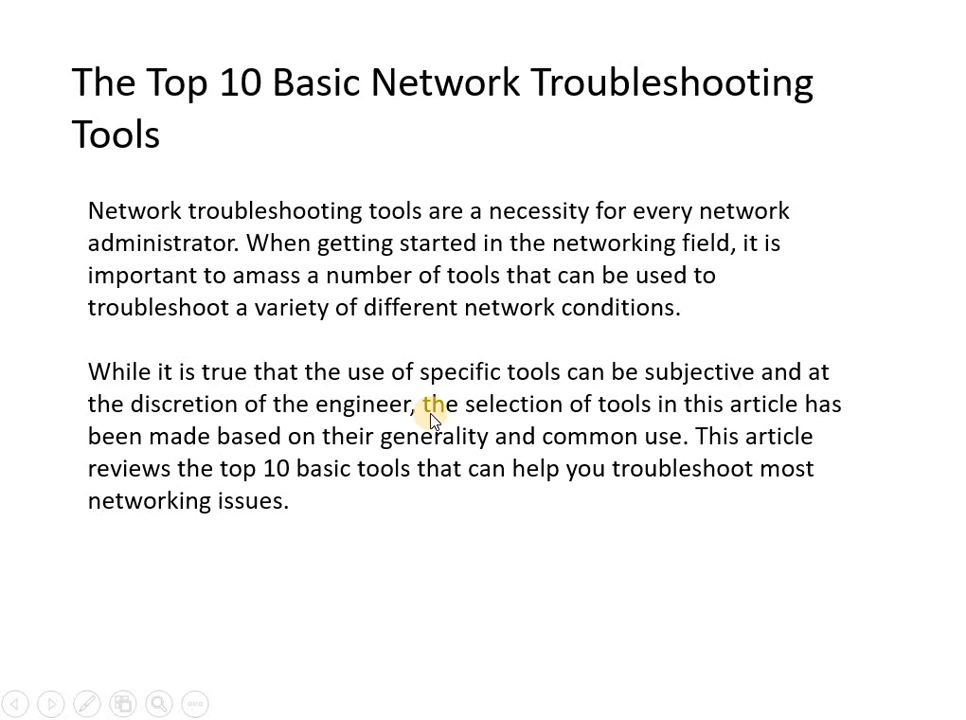 The Top 10 Basic Network Troubleshooting
Tools
Network troubleshooting tools are a necessity for every network
administrator. When getting started in the networking field, it is
important to amass a number of tools that can be used to
troubleshoot a variety of different network conditions.
While it is true that the use of specific tools can be subjective and at
the discretion of the engineer, the selection of tools in this article has
been made based on their generality and common use. This article
reviews the top 10 basic tools that can help you troubleshoot most
networking issues.